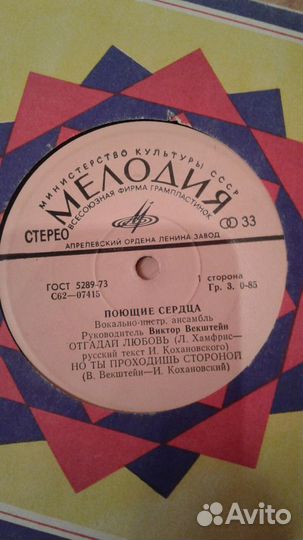 МИНИСТЕРСТВО КУЛЬТУРЫ СССР
МЕЛОДИЯ
ВСЕСОЮЗНАЯ ФИРМА ГРАМПЛАСТИНОК
СТЕРЕО
33
АПРЕЛЕВСКИЙ ОРДЕНА ЛЕНИНА ЗАВОД
ГОСТ 5289-73
С62—07415
1 сторона
Гр. 3. 0-85
ПОЮЩИЕ СЕРДЦА
Вокально-инстр. ансамбль
Руководитель Виктор Векштейн
ОТГАДАЙ ЛЮБОВЬ (Л. Хамфрис—
русский текст И. Кохановского)
НО ТЫ ПРОХОДИШЬ СТОРОНОЙ
(В. Векштейн—И. Кохановский)
Avito